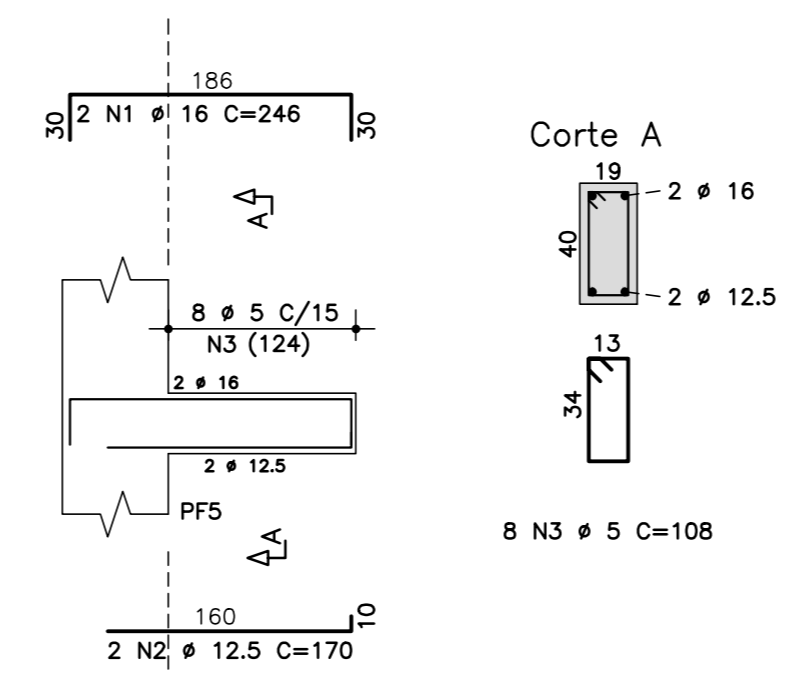 186
30
2 N1 ø 16 C=246
30
A
8 ø 5 C/15
N3 (124)
2 ø 16
2 ø 12.5
PF5
A
160
10
2 N2 ø 12.5 C=170
Corte A
19
2 ø 16
40
2 ø 12.5
13
34
8 N3 ø 5 C=108